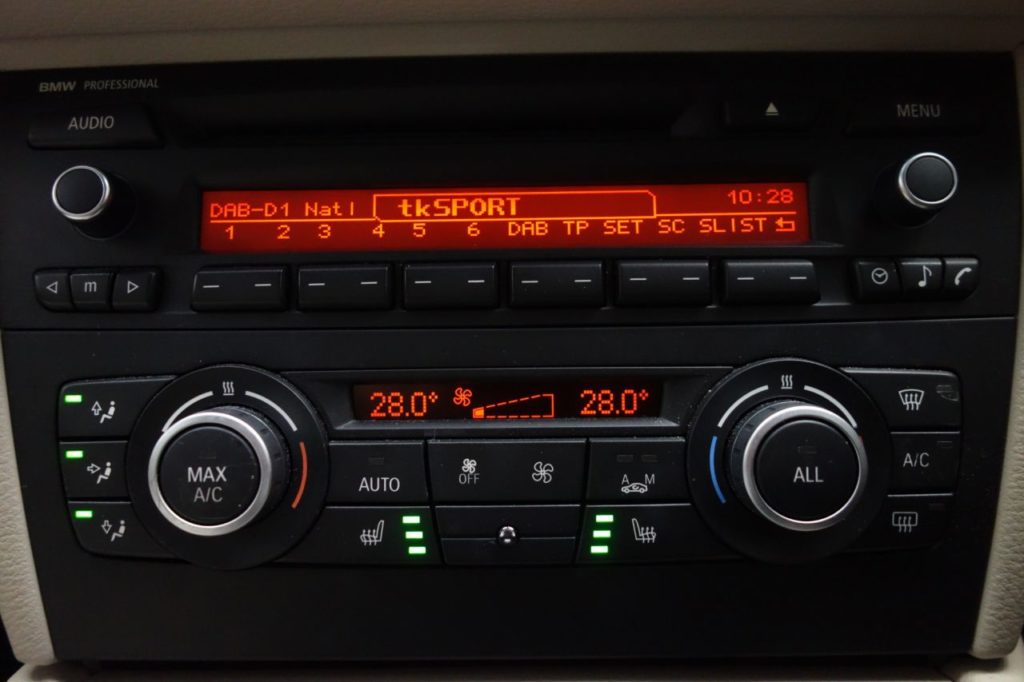 BMW PROFESSIONAL
AUDIO
MENU
DAB-D1 Natl tkSPORT 10:28
1 2 3 4 5 6 DAB TP SET SC SLIST
m
28.0° 28.0°
MAX
A/C
AUTO
OFF
A M
ALL
A/C